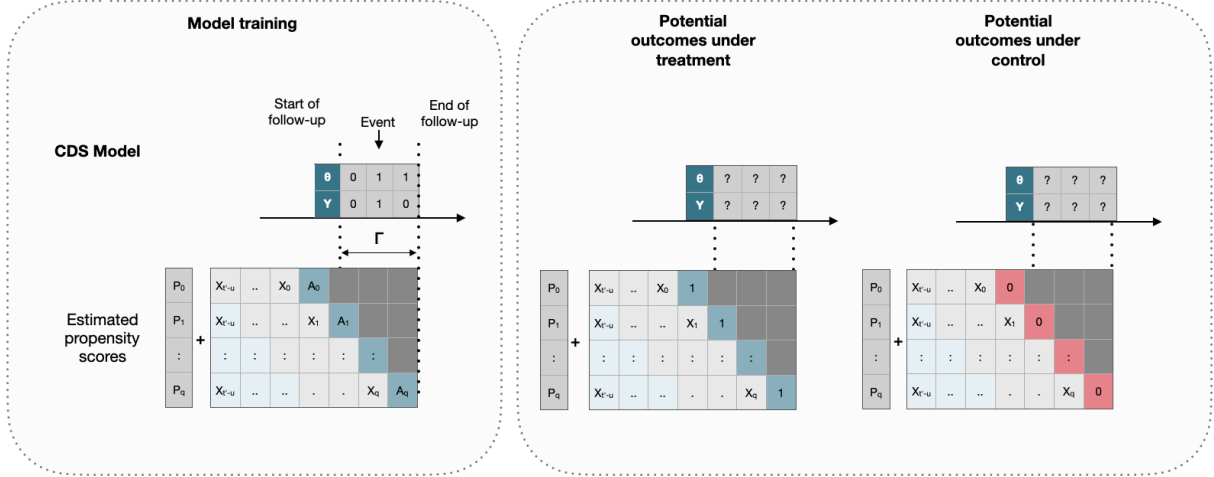 Model training
Start of
follow-up
Event
End of
follow-up
CDS Model
θ 0 1 1
Y 0 1 0
Γ
Estimated
propensity
scores
P₀ Xt'-u .. X₀ A₀
P₁ + Xt'-u .. .. X₁ A₁
: : : : : : :
Pq Xt'-u .. .. . . Xq Aq
Potential
outcomes under
treatment
θ ? ? ?
Y ? ? ?
P₀ Xt'-u .. X₀ 1
P₁ + Xt'-u .. X₁ 1
: : : : : : :
Pq Xt'-u .. .. . . Xq 1
Potential
outcomes under
control
θ ? ? ?
Y ? ? ?
P₀ Xt'-u .. X₀ 0
P₁ + Xt'-u .. .. X₁ 0
: : : : : : :
Pq Xt'-u .. .. . . Xq 0